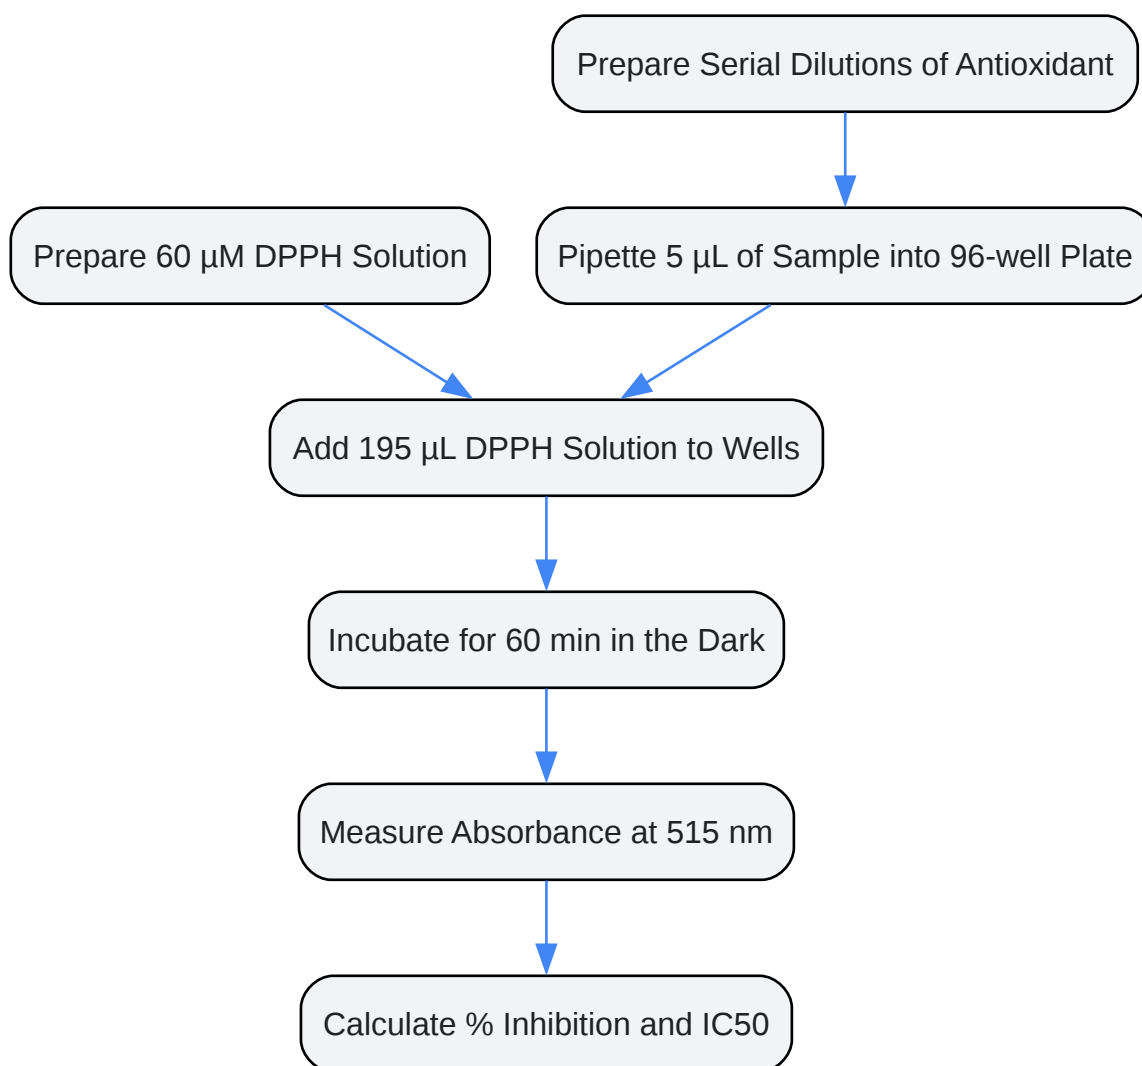 Prepare Serial Dilutions of Antioxidant
Prepare 60 µM DPPH Solution
Pipette 5 µL of Sample into 96-well Plate
Add 195 µL DPPH Solution to Wells
Incubate for 60 min in the Dark
Measure Absorbance at 515 nm
Calculate % Inhibition and IC50